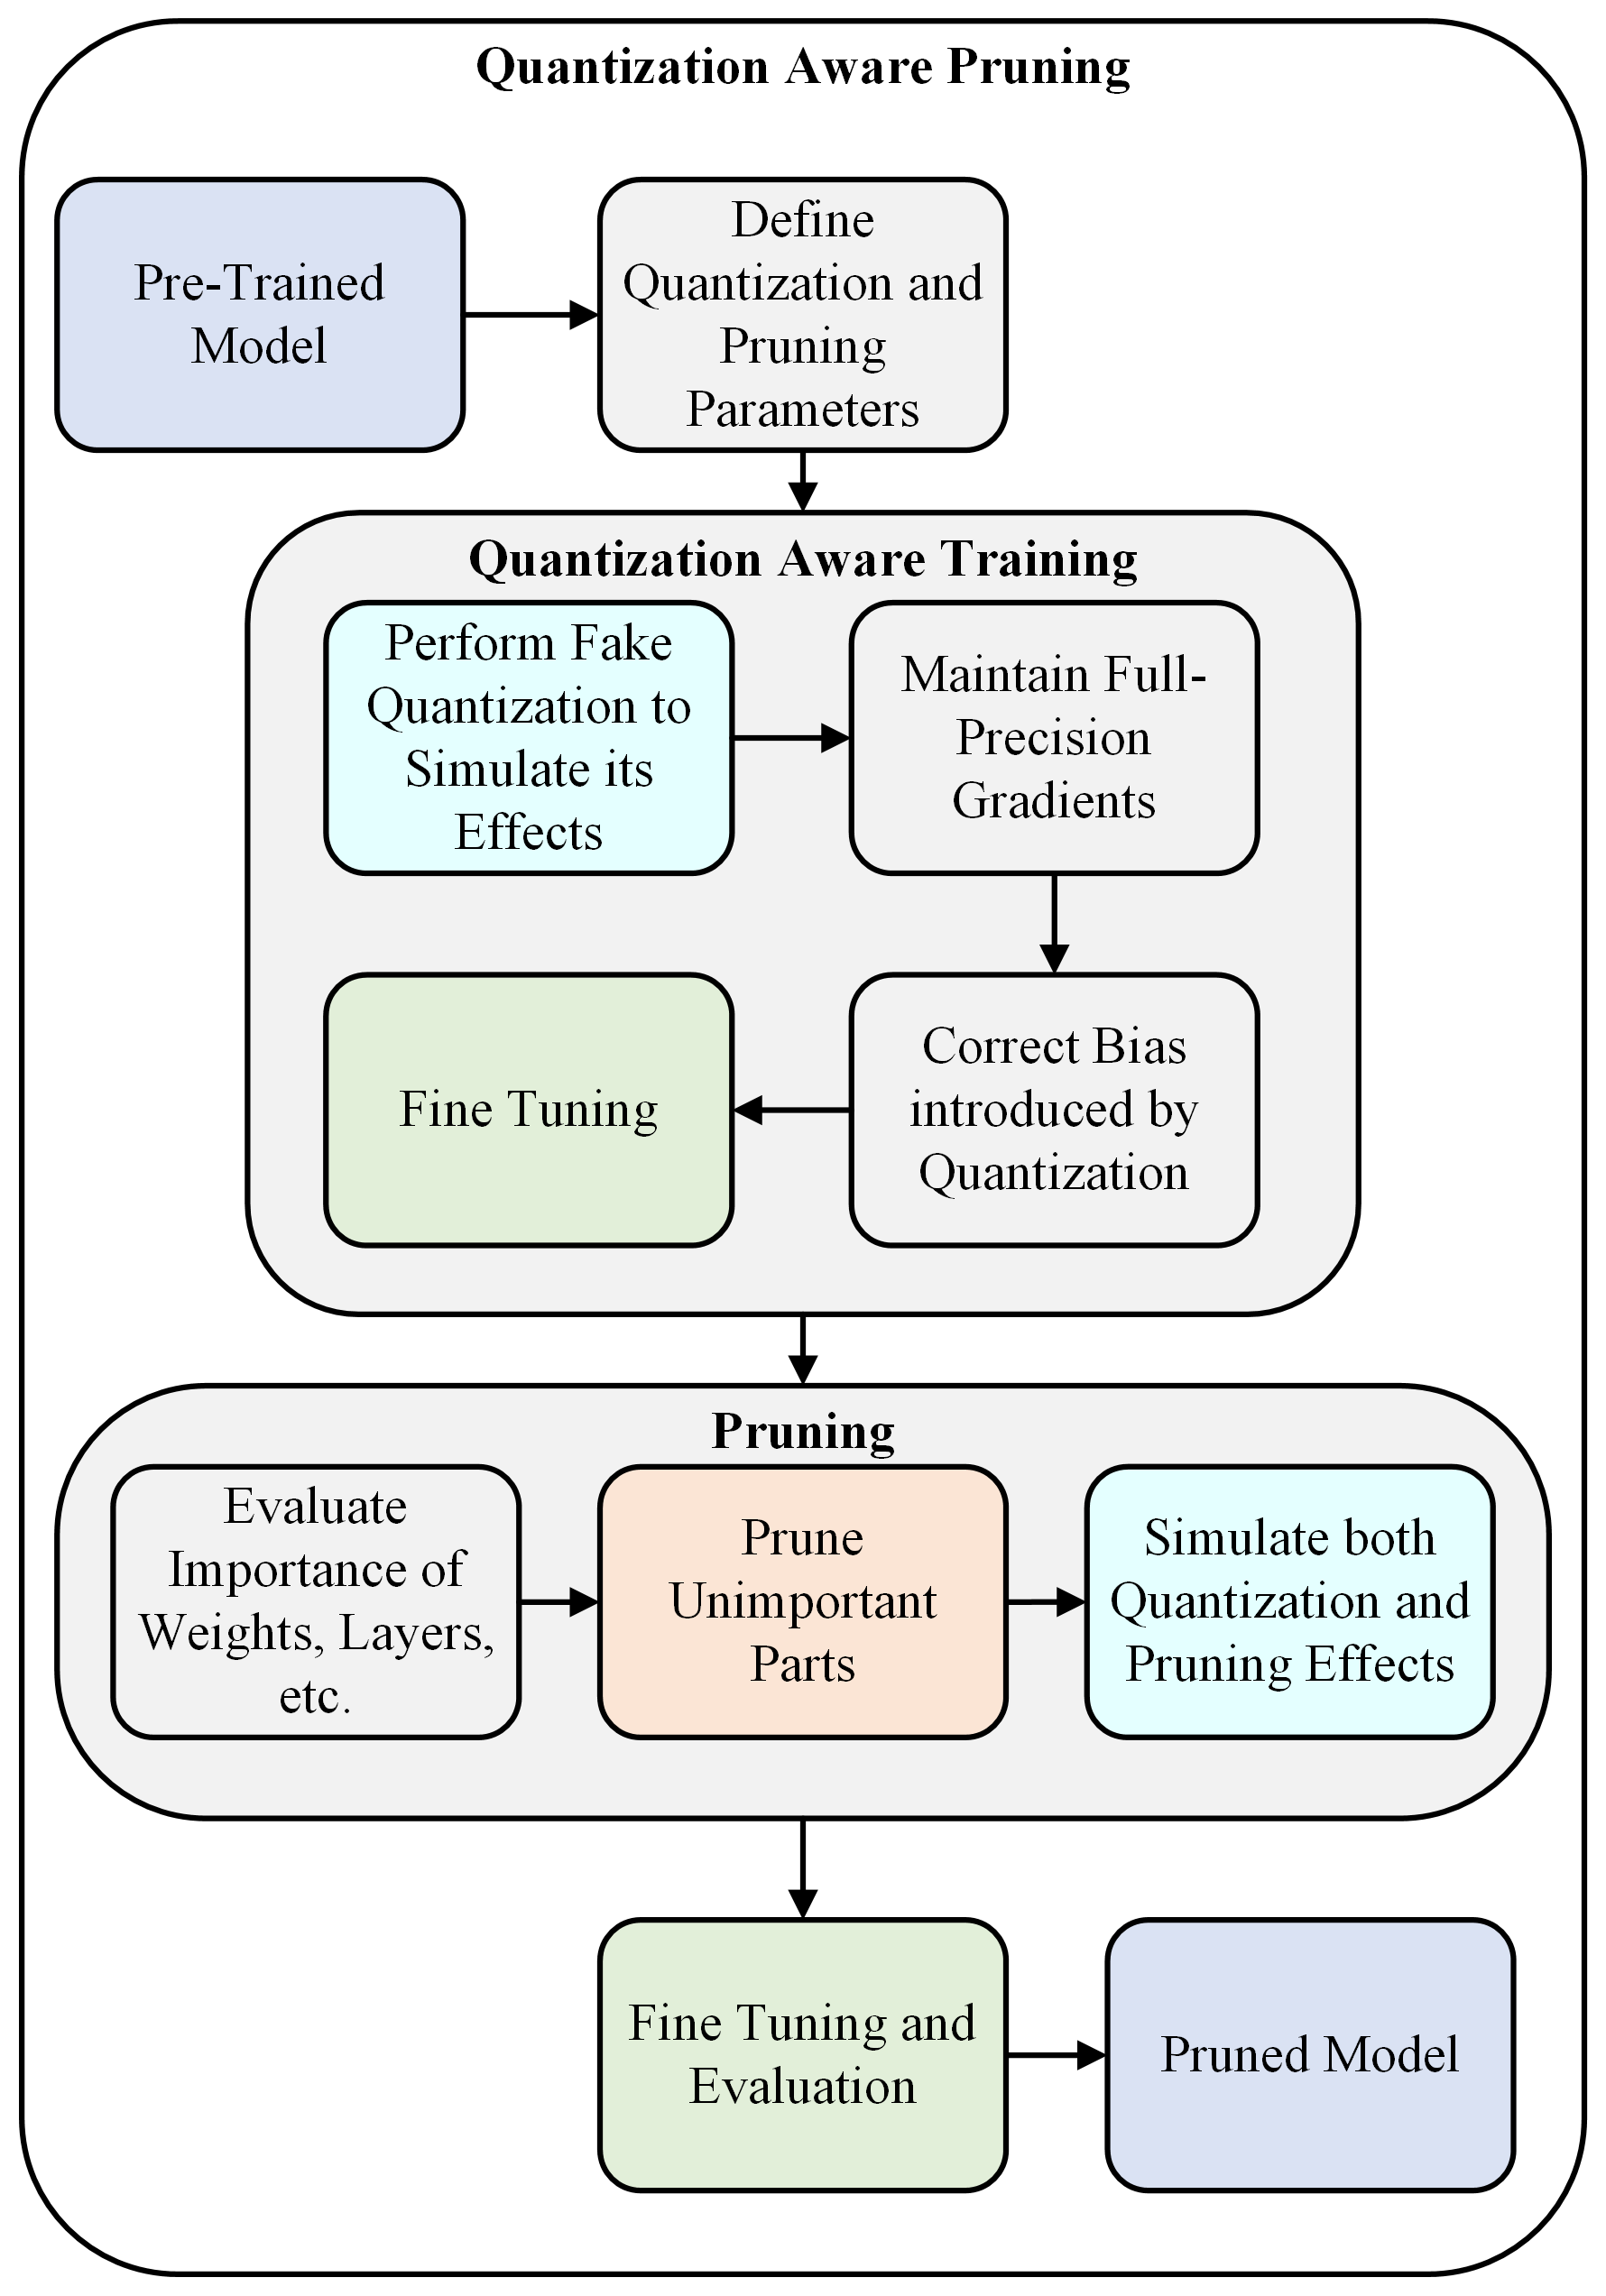 Quantization Aware Pruning
Pre-Trained
Model
Define
Quantization and
Pruning
Parameters
Quantization Aware Training
Perform Fake
Quantization to
Simulate its
Effects
Maintain Full-
Precision
Gradients
Correct Bias
introduced by
Quantization
Fine Tuning
Pruning
Evaluate
Importance of
Weights, Layers,
etc.
Prune
Unimportant
Parts
Simulate both
Quantization and
Pruning Effects
Fine Tuning and
Evaluation
Pruned Model